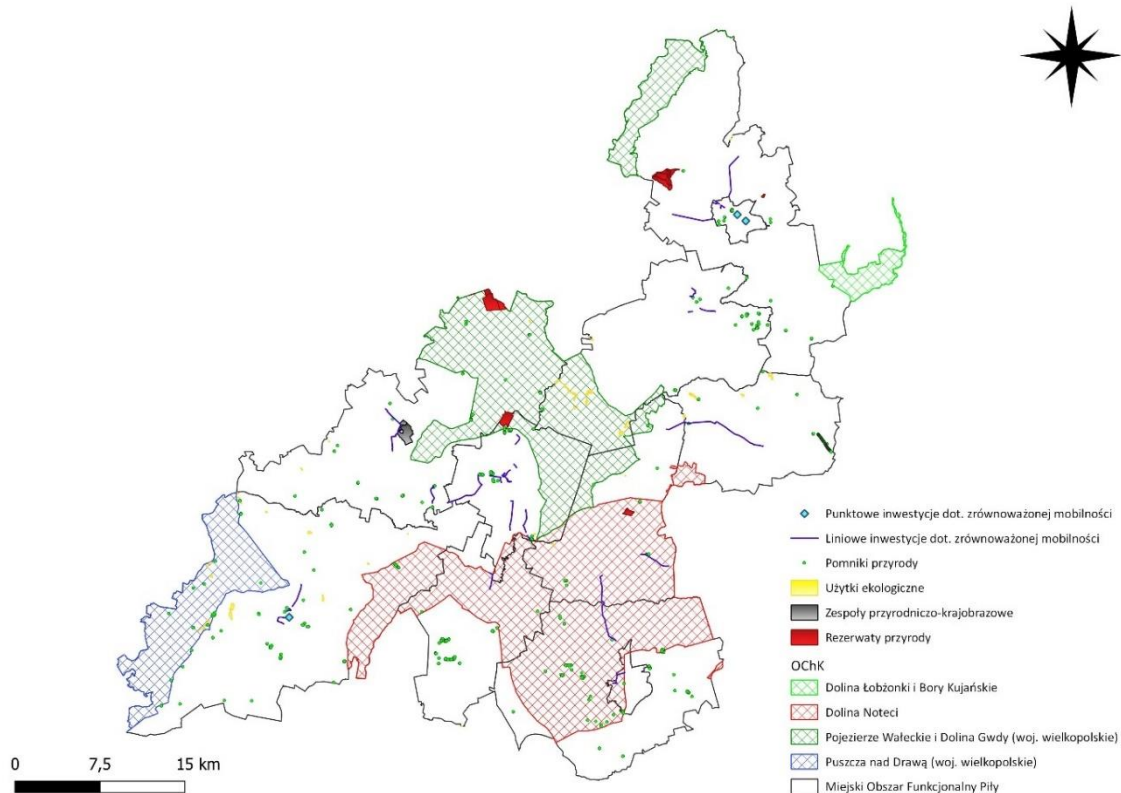 Punktowe inwestycje dot. zrównoważonej mobilności
Liniowe inwestycje dot. zrównoważonej mobilności
Pomniki przyrody
Użytki ekologiczne
Zespoły przyrodniczo-krajobrazowe
Rezerwaty przyrody
OChK
Dolina Łobżonki i Bory Kujańskie
Dolina Noteci
Pojezierze Wałeckie i Dolina Gwdy (woj. wielkopolskie)
Puszcza nad Drawą (woj. wielkopolskie)
Miejski Obszar Funkcjonalny Piły
0 7,5 15 km